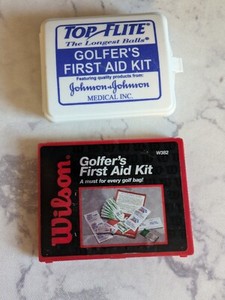 TOP-FLITE
The Longest Balls®
GOLFER'S
FIRST AID KIT
Featuring quality products from:
Johnson & Johnson
MEDICAL INC.
Wilson.
Golfer's
W382
First Aid Kit
A must for every golf bag!